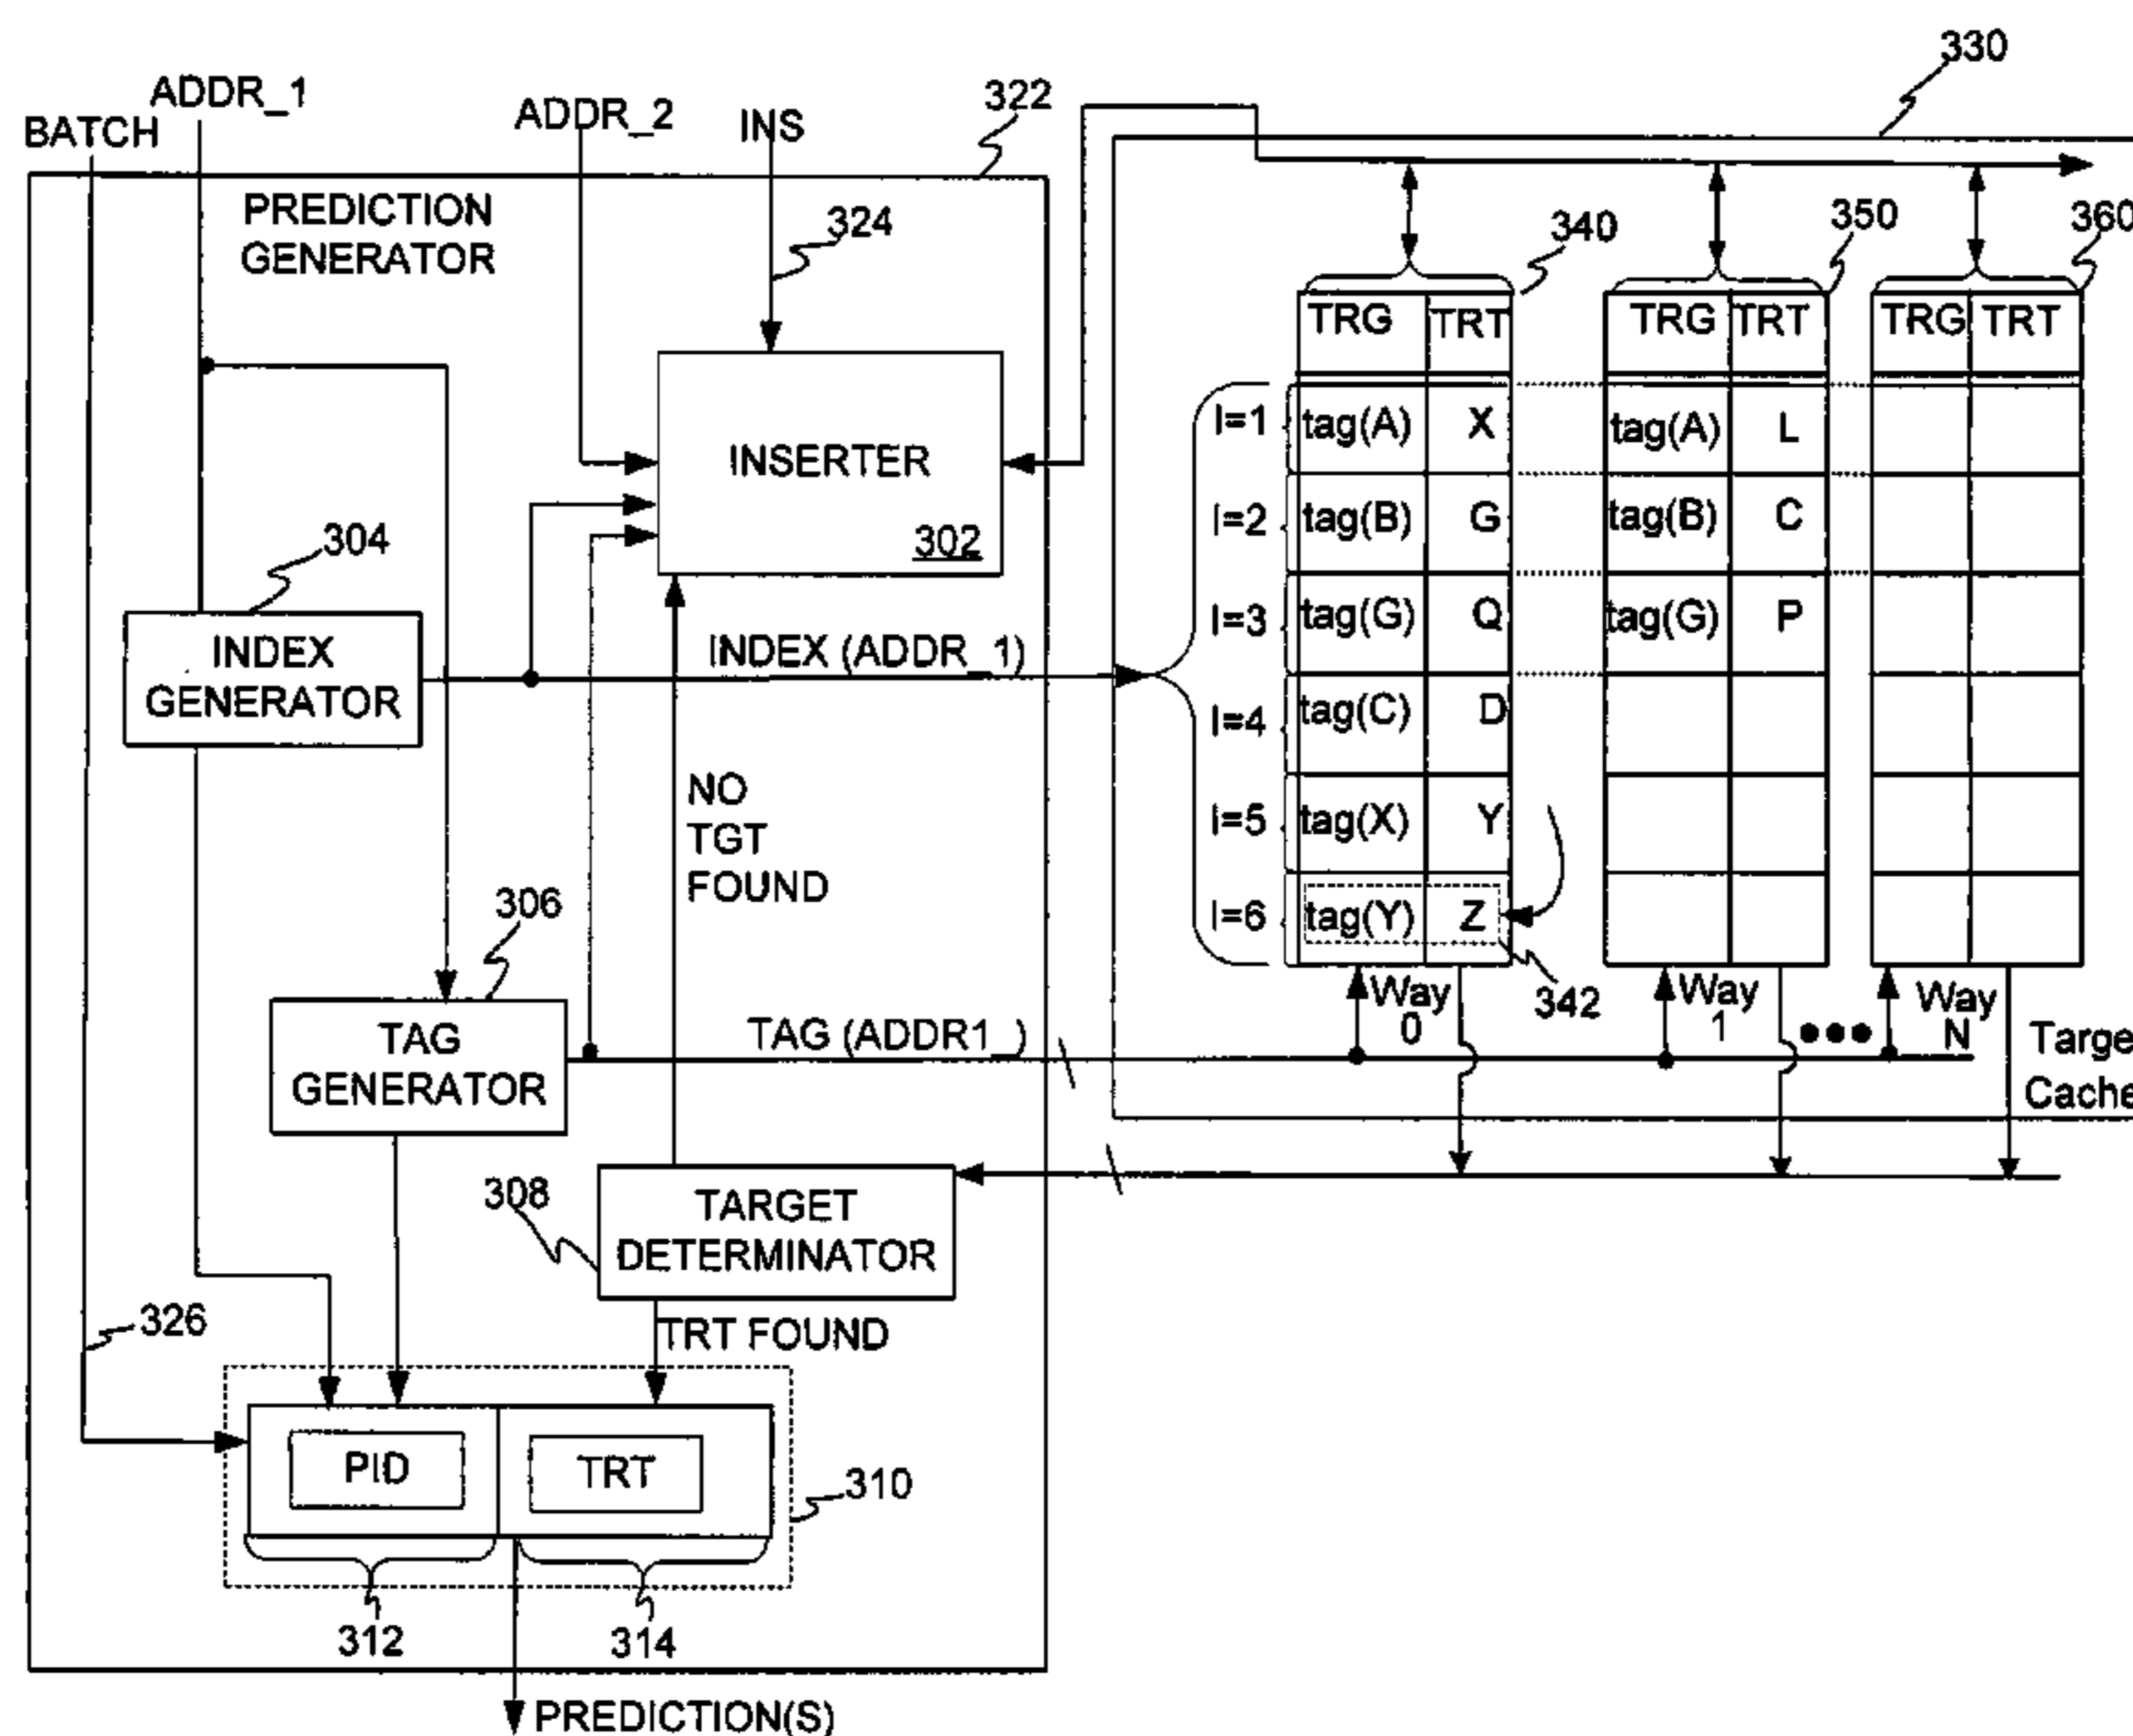 330
ADDR_1
BATCH
ADDR_2
INS
322
PREDICTION
GENERATOR
324
340
350
360
TRG TRT
TRG TRT
TRG TRT
INSERTER
302
I=1 tag(A) X tag(A) L
I=2 tag(B) G tag(B) C
I=3 tag(G) Q tag(G) P
I=4 tag(C) D
I=5 tag(X) Y
I=6 tag(Y) Z
304
INDEX
GENERATOR
INDEX (ADDR_1)
NO
TGT
FOUND
306
TAG
GENERATOR
TAG (ADDR1_)
Way
0
342
Way
1
Way
N
Targe
Cache
308
TARGET
DETERMINATOR
326
TRT FOUND
PID
TRT
310
312
314
PREDICTION(S)